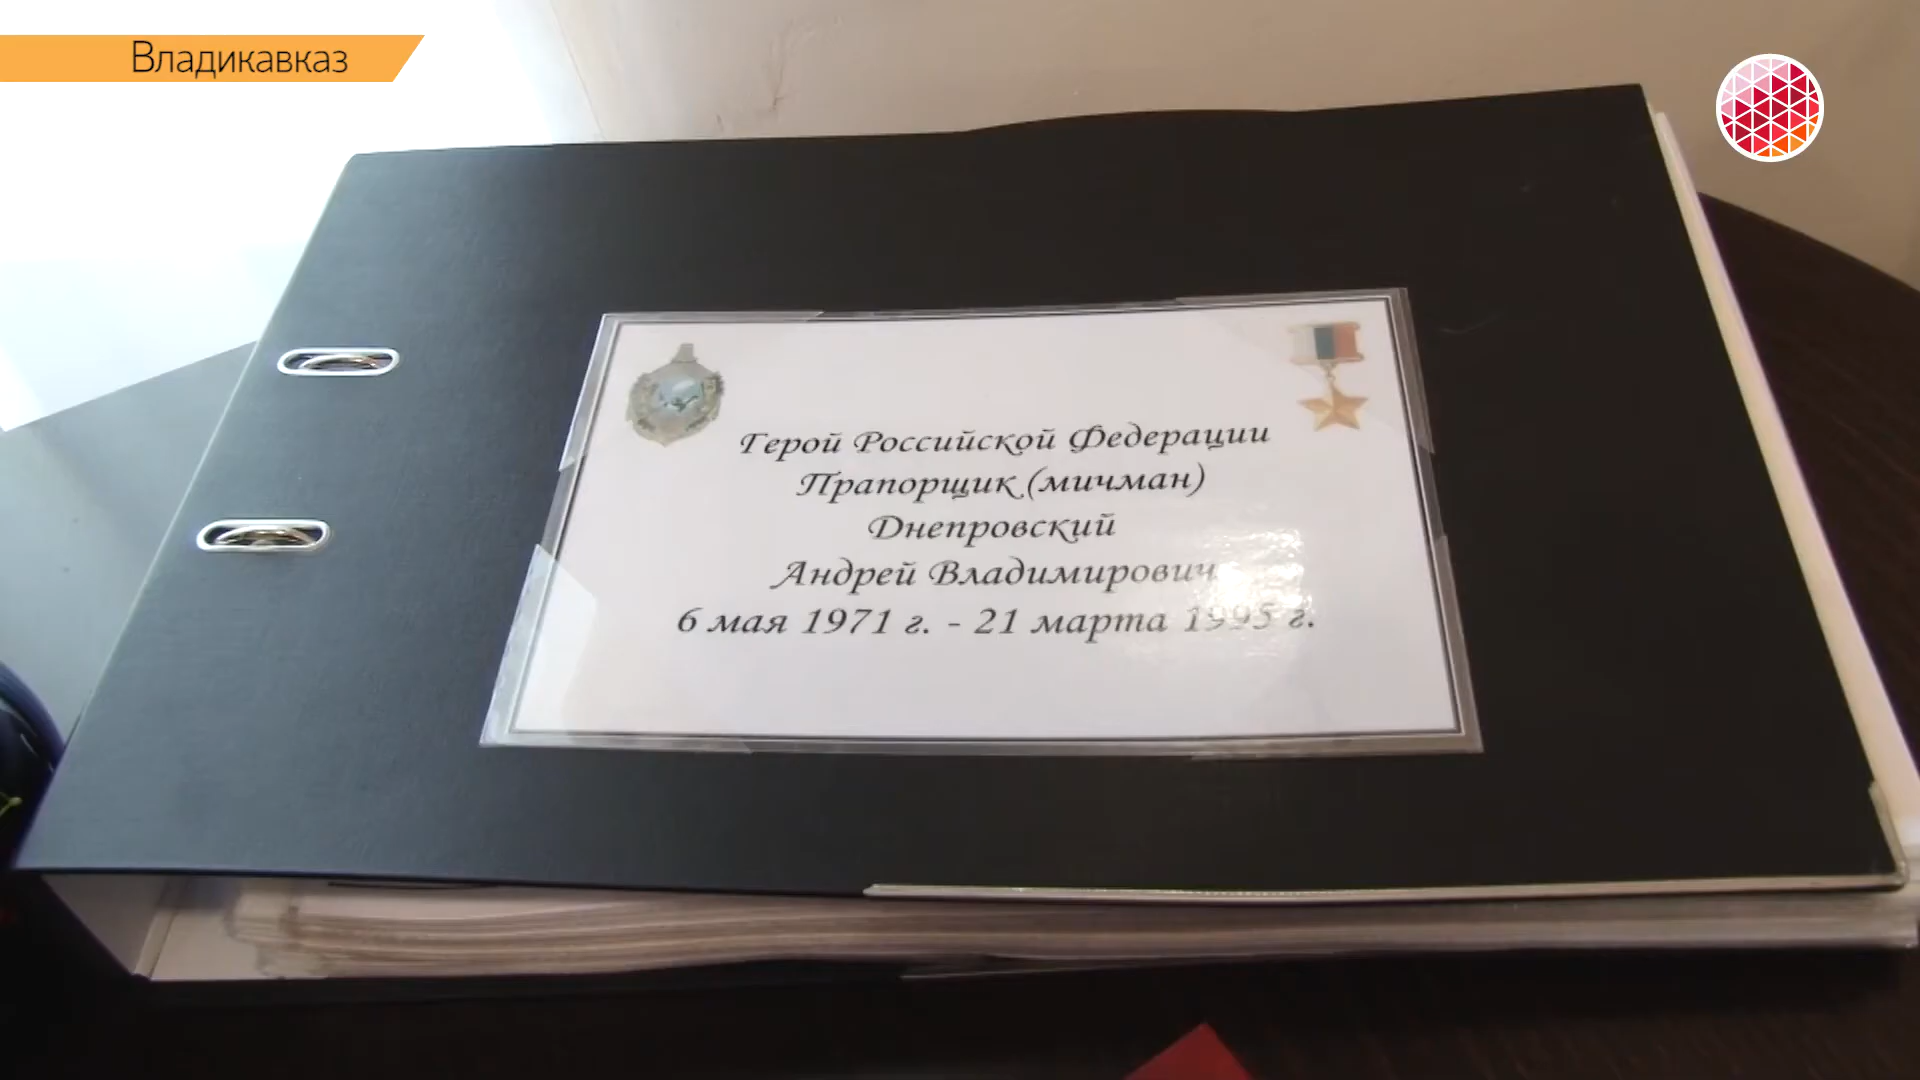 Владикавказ
Герой Российской Федерации
Прапорщик (мичман)
Днепровский
Андрей Владимирович
6 мая 1971 г. - 21 марта 1995 г.